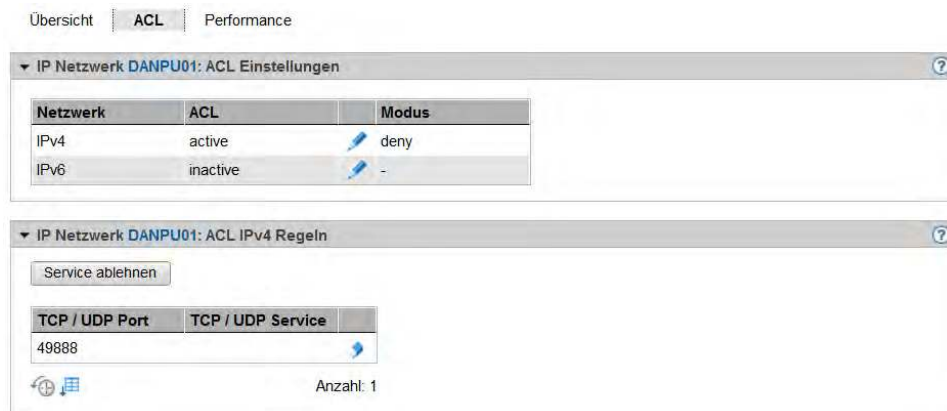 Übersicht ACL Performance
IP Netzwerk DANPU01: ACL Einstellungen
Netzwerk ACL Modus
IPv4 active deny
IPv6 inactive -
IP Netzwerk DANPU01: ACL IPv4 Regeln
Service ablehnen
TCP / UDP Port TCP / UDP Service
49888
Anzahl: 1